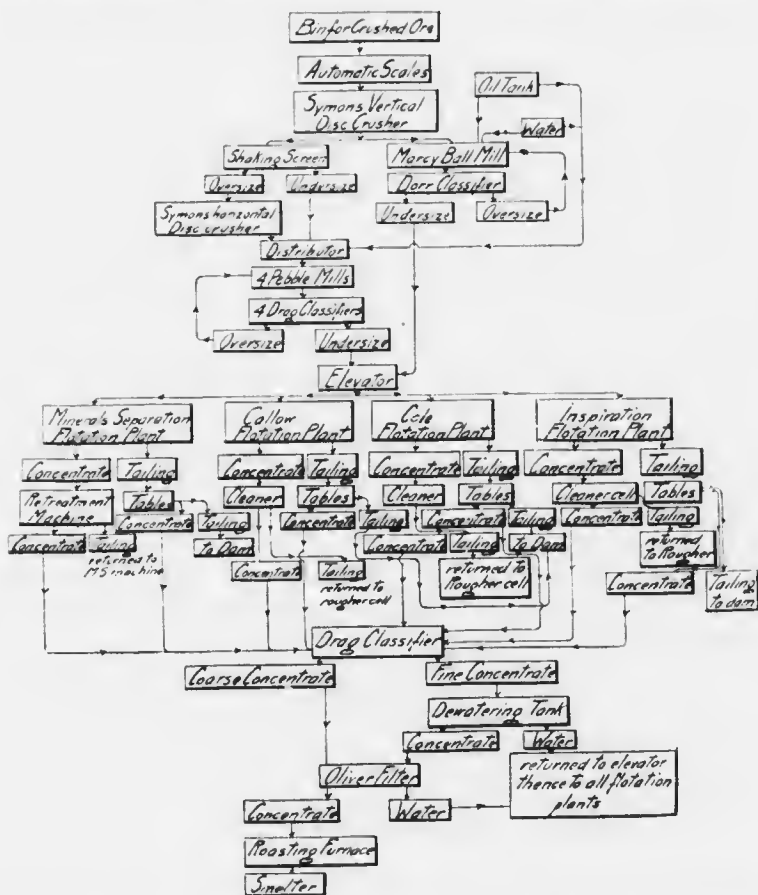 Bin for Crushed Ore
Automatic Scales
Oil Tank
Symons Vertical
Disc Crusher
Water
Shaking Screen
Marcy Ball Mill
Oversize
Undersize
Dorr Classifier
Symons horizontal
Disc crusher
Undersize
Oversize
Distributor
4 Pebble Mills
4 Drag Classifiers
Oversize
Undersize
Elevator
Minerals Separation
Flotation Plant
Callow
Flotation Plant
Cole
Flotation Plant
Inspiration
Flotation Plant
Concentrate
Tailing
Concentrate
Tailing
Concentrate
Tailing
Concentrate
Tailing
Retreatment
Machine
Tables
Cleaner
Tables
Cleaner
Tables
Cleaner cell
Tables
Concentrate
Tailing
Concentrate
Tailing
Concentrate
Tailing
Concentrate
Tailing
Concentrate
Tailing
returned to
MS machine
to Dam
Concentrate
Tailing
to Dam
returned
to Rougher
Concentrate
Tailing
returned to
rougher cell
returned to
Rougher cell
Concentrate
Tailing
to dam
Drag Classifier
Coarse Concentrate
Fine Concentrate
Dewatering Tank
Concentrate
Water
Oliver Filter
returned to elevator
thence to all flotation
plants
Concentrate
Water
Roasting Furnace
Smelter